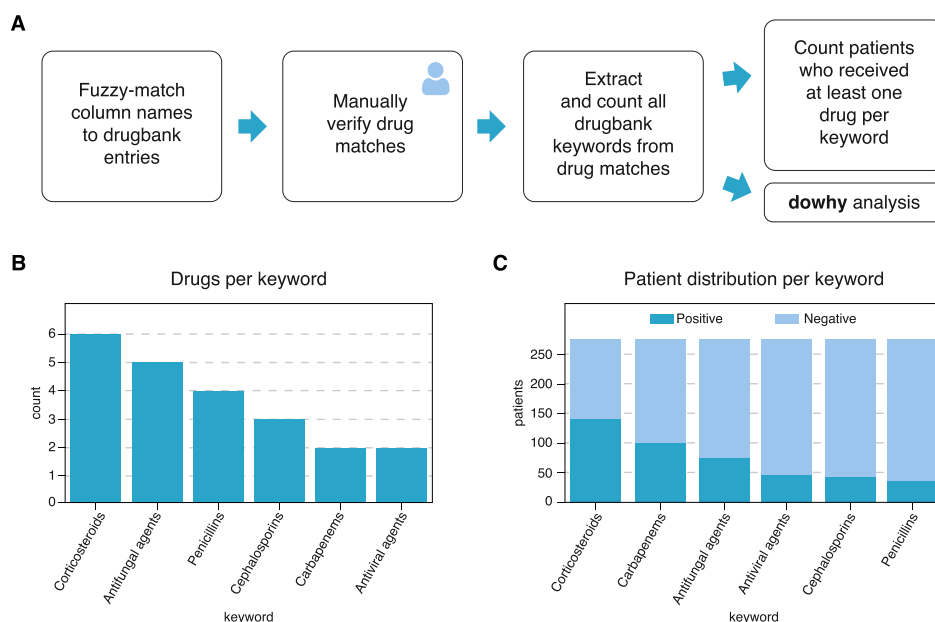 A
Fuzzy-match
column names
to drugbank
entries
Manually
verify drug
matches
Extract
and count all
drugbank
keywords from
drug matches
Count patients
who received
at least one
drug per
keyword
dowhy analysis
B
Drugs per keyword
count
6
5
4
3
2
1
0
Corticosteroids
Antifungal agents
Penicillins
Cephalosporins
Carbapenems
Antiviral agents
keyword
C
Patient distribution per keyword
Positive
Negative
patients
250
200
150
100
50
0
Corticosteroids
Carbapenems
Antifungal agents
Antiviral agents
Cephalosporins
Penicillins
keyword